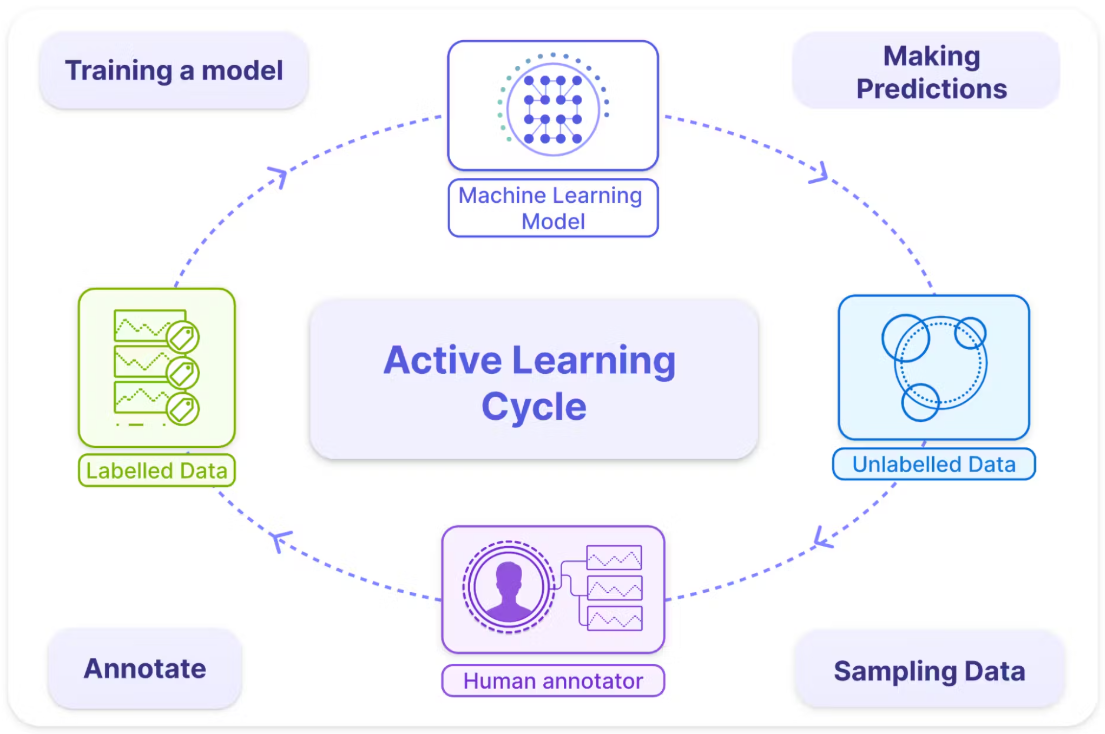 Training a model
Making
Predictions
Machine Learning
Model
Active Learning
Cycle
Labelled Data
Unlabelled Data
Annotate
Human annotator
Sampling Data